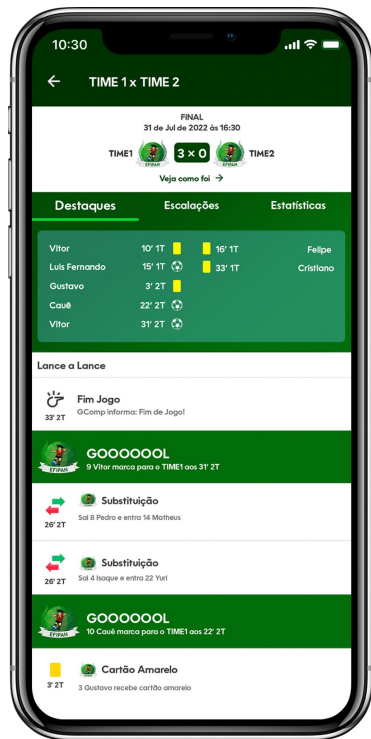 10:30
TIME 1 x TIME 2
FINAL
31 de Jul de 2022 às 16:30
TIME1 EFIPAN 3 x 0 EFIPAN TIME2
Veja como foi →
Destaques Escalações Estatísticas
Vitor 10' 1T 16' 1T Felipe
Luis Fernando 15' 1T 33' 1T Cristiano
Gustavo 3' 2T
Cauê 22' 2T
Vitor 31' 2T
Lance a Lance
Fim Jogo
33' 2T GComp informa: Fim de Jogo!
GOOOOOOL
EFIPAN 9 Vitor marca para o TIME1 aos 31' 2T
Substituição
26' 2T Sai 8 Pedro e entra 14 Matheus
Substituição
26' 2T Sai 4 Isaque e entra 22 Yuri
GOOOOOOL
EFIPAN 10 Cauê marca para o TIME1 aos 22' 2T
Cartão Amarelo
3' 2T 3 Gustavo recebe cartão amarelo